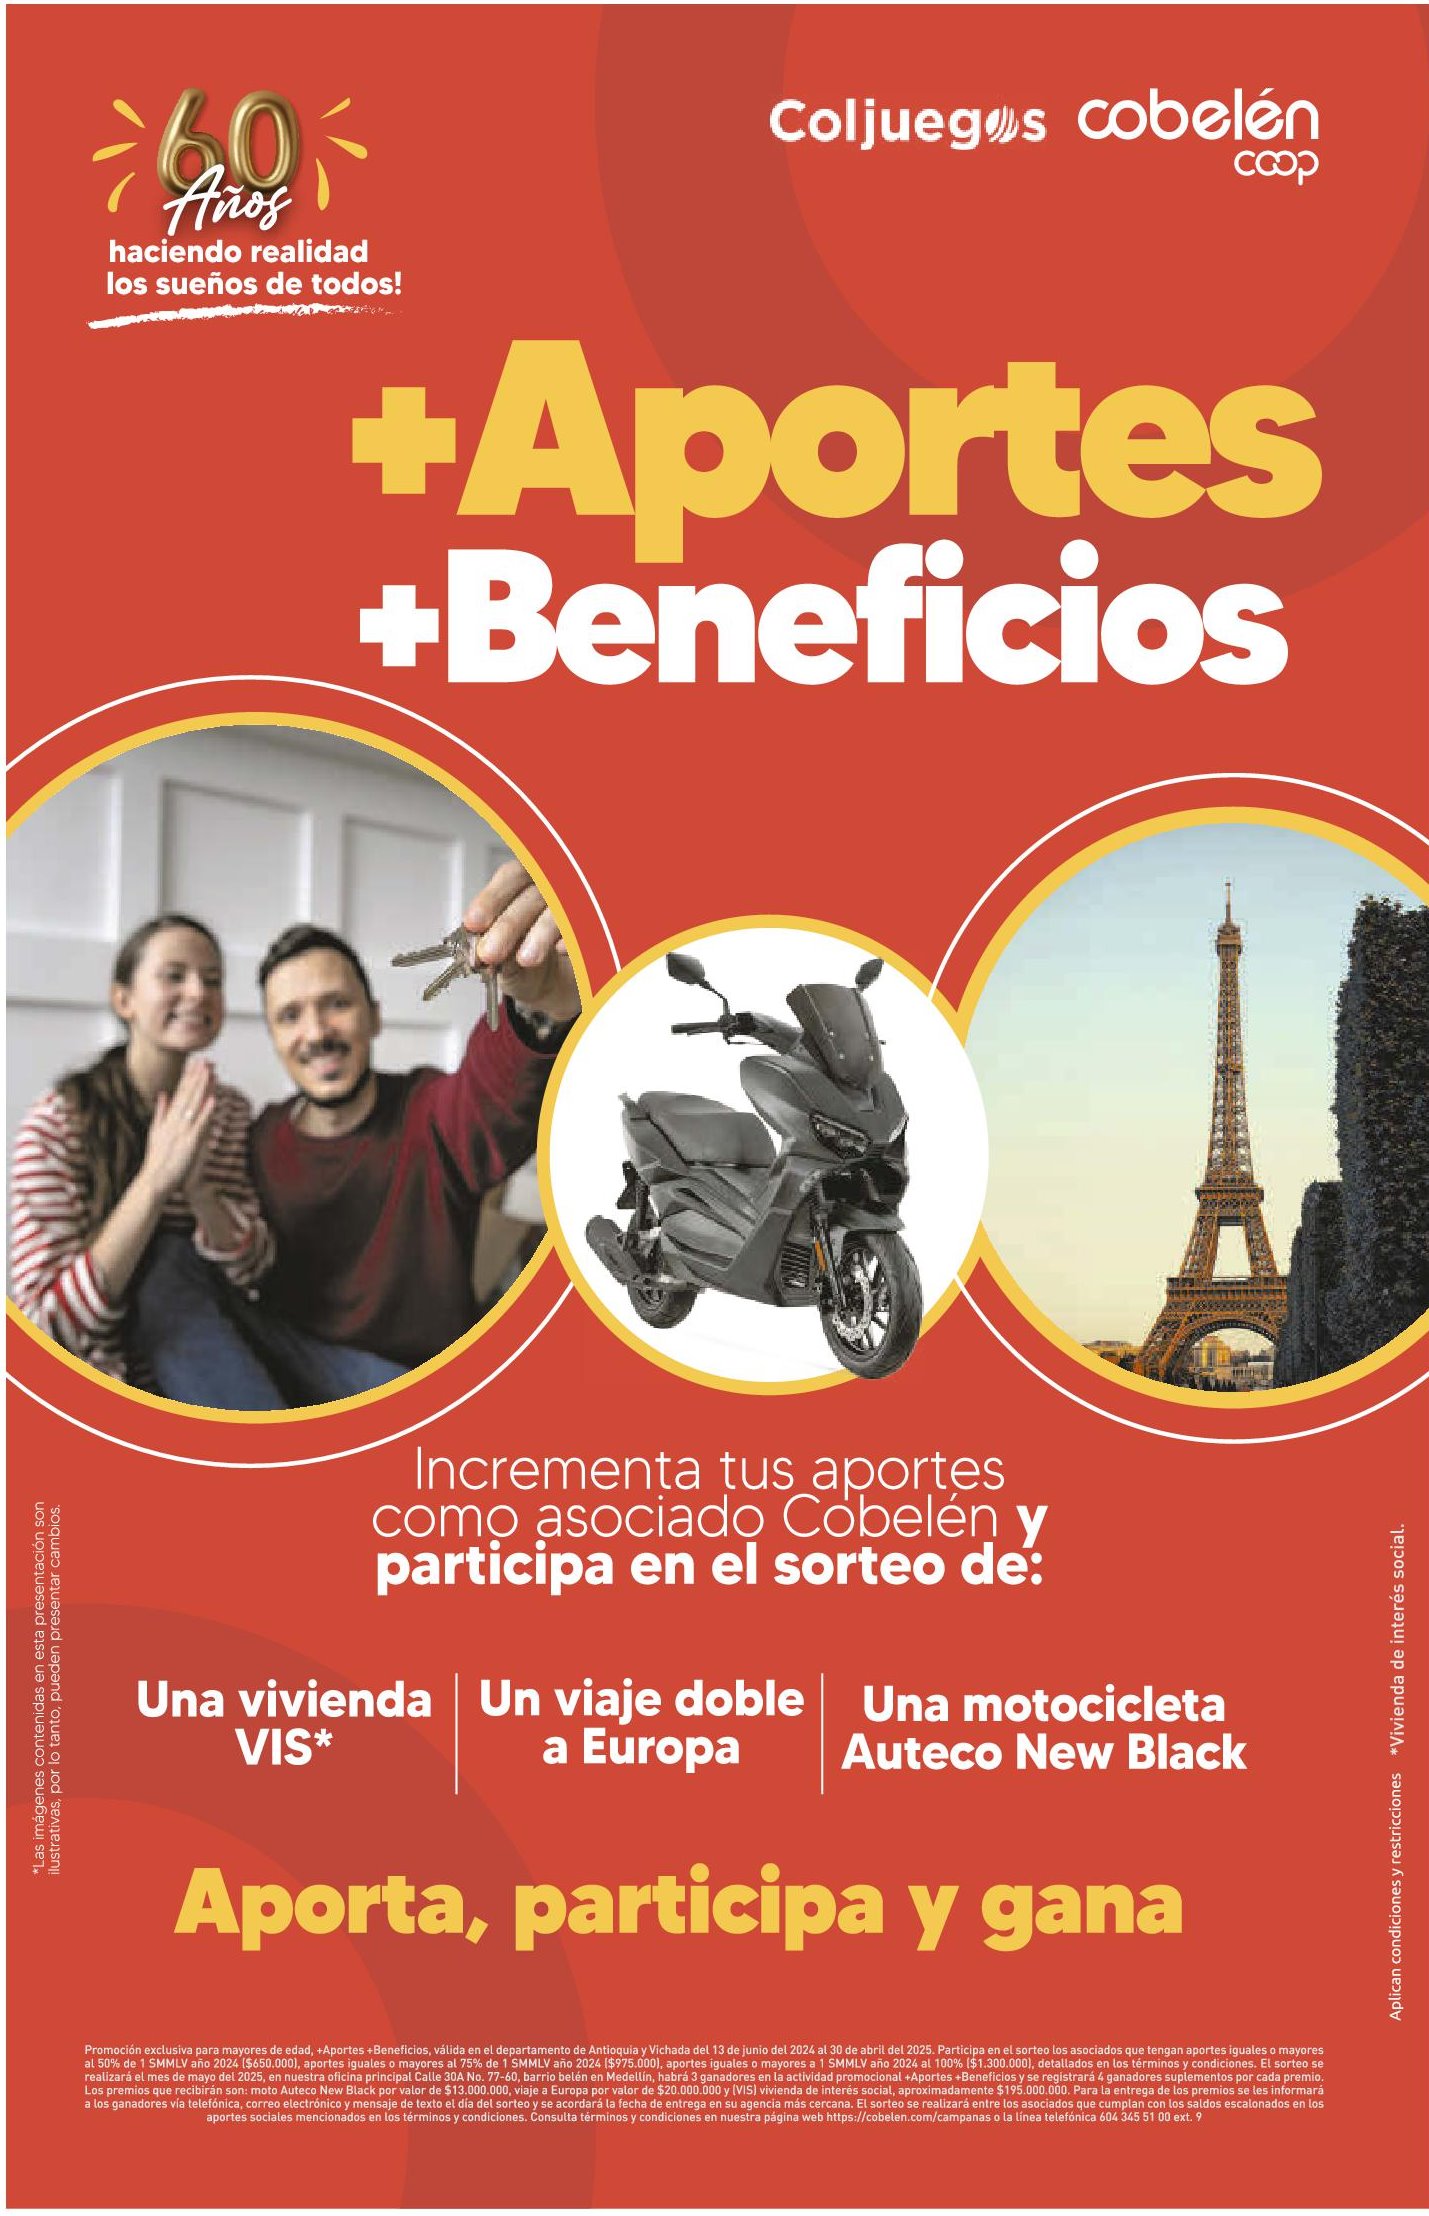 60
Años
haciendo realidad
los sueños de todos!
Coljuegos
cobelén
coop
+Aportes
+Beneficios
Incrementa tus aportes
como asociado Cobelén y
participa en el sorteo de:
Una vivienda
VIS*
Un viaje doble
a Europa
Una motocicleta
Auteco New Black
Aporta, participa y gana
*Las imágenes contenidas en esta presentación son
ilustrativas, por lo tanto, pueden presentar cambios.
Aplican condiciones y restricciones *Vivienda de interés social.
Promoción exclusiva para mayores de edad, +Aportes +Beneficios, válida en el departamento de Antioquia y Vichada del 13 de junio del 2024 al 30 de abril del 2025. Participa en el sorteo los asociados que tengan aportes iguales o mayores
al 50% de 1 SMMLV año 2024 ($650.000), aportes iguales o mayores al 75% de 1 SMMLV año 2024 ($975.000), aportes iguales o mayores a 1 SMMLV año 2024 al 100% ($1.300.000), detallados en los términos y condiciones. El sorteo se
realizará el mes de mayo del 2025, en nuestra oficina principal Calle 30A No. 77-60, barrio belén en Medellín, habrá 3 ganadores en la actividad promocional +Aportes +Beneficios y se registrará 4 ganadores suplementos por cada premio.
Los premios que recibirán son: moto Auteco New Black por valor de $13.000.000, viaje a Europa por valor de $20.000.000 y (VIS) vivienda de interés social, aproximadamente $195.000.000. Para la entrega de los premios se les informará
a los ganadores vía telefónica, correo electrónico y mensaje de texto el día del sorteo y se acordará la fecha de entrega en su agencia más cercana. El sorteo se realizará entre los asociados que cumplan con los saldos escalonados en los
aportes sociales mencionados en los términos y condiciones. Consulta términos y condiciones en nuestra página web https://cobelen.com/campanas o la línea telefónica 604 345 51 00 ext. 9